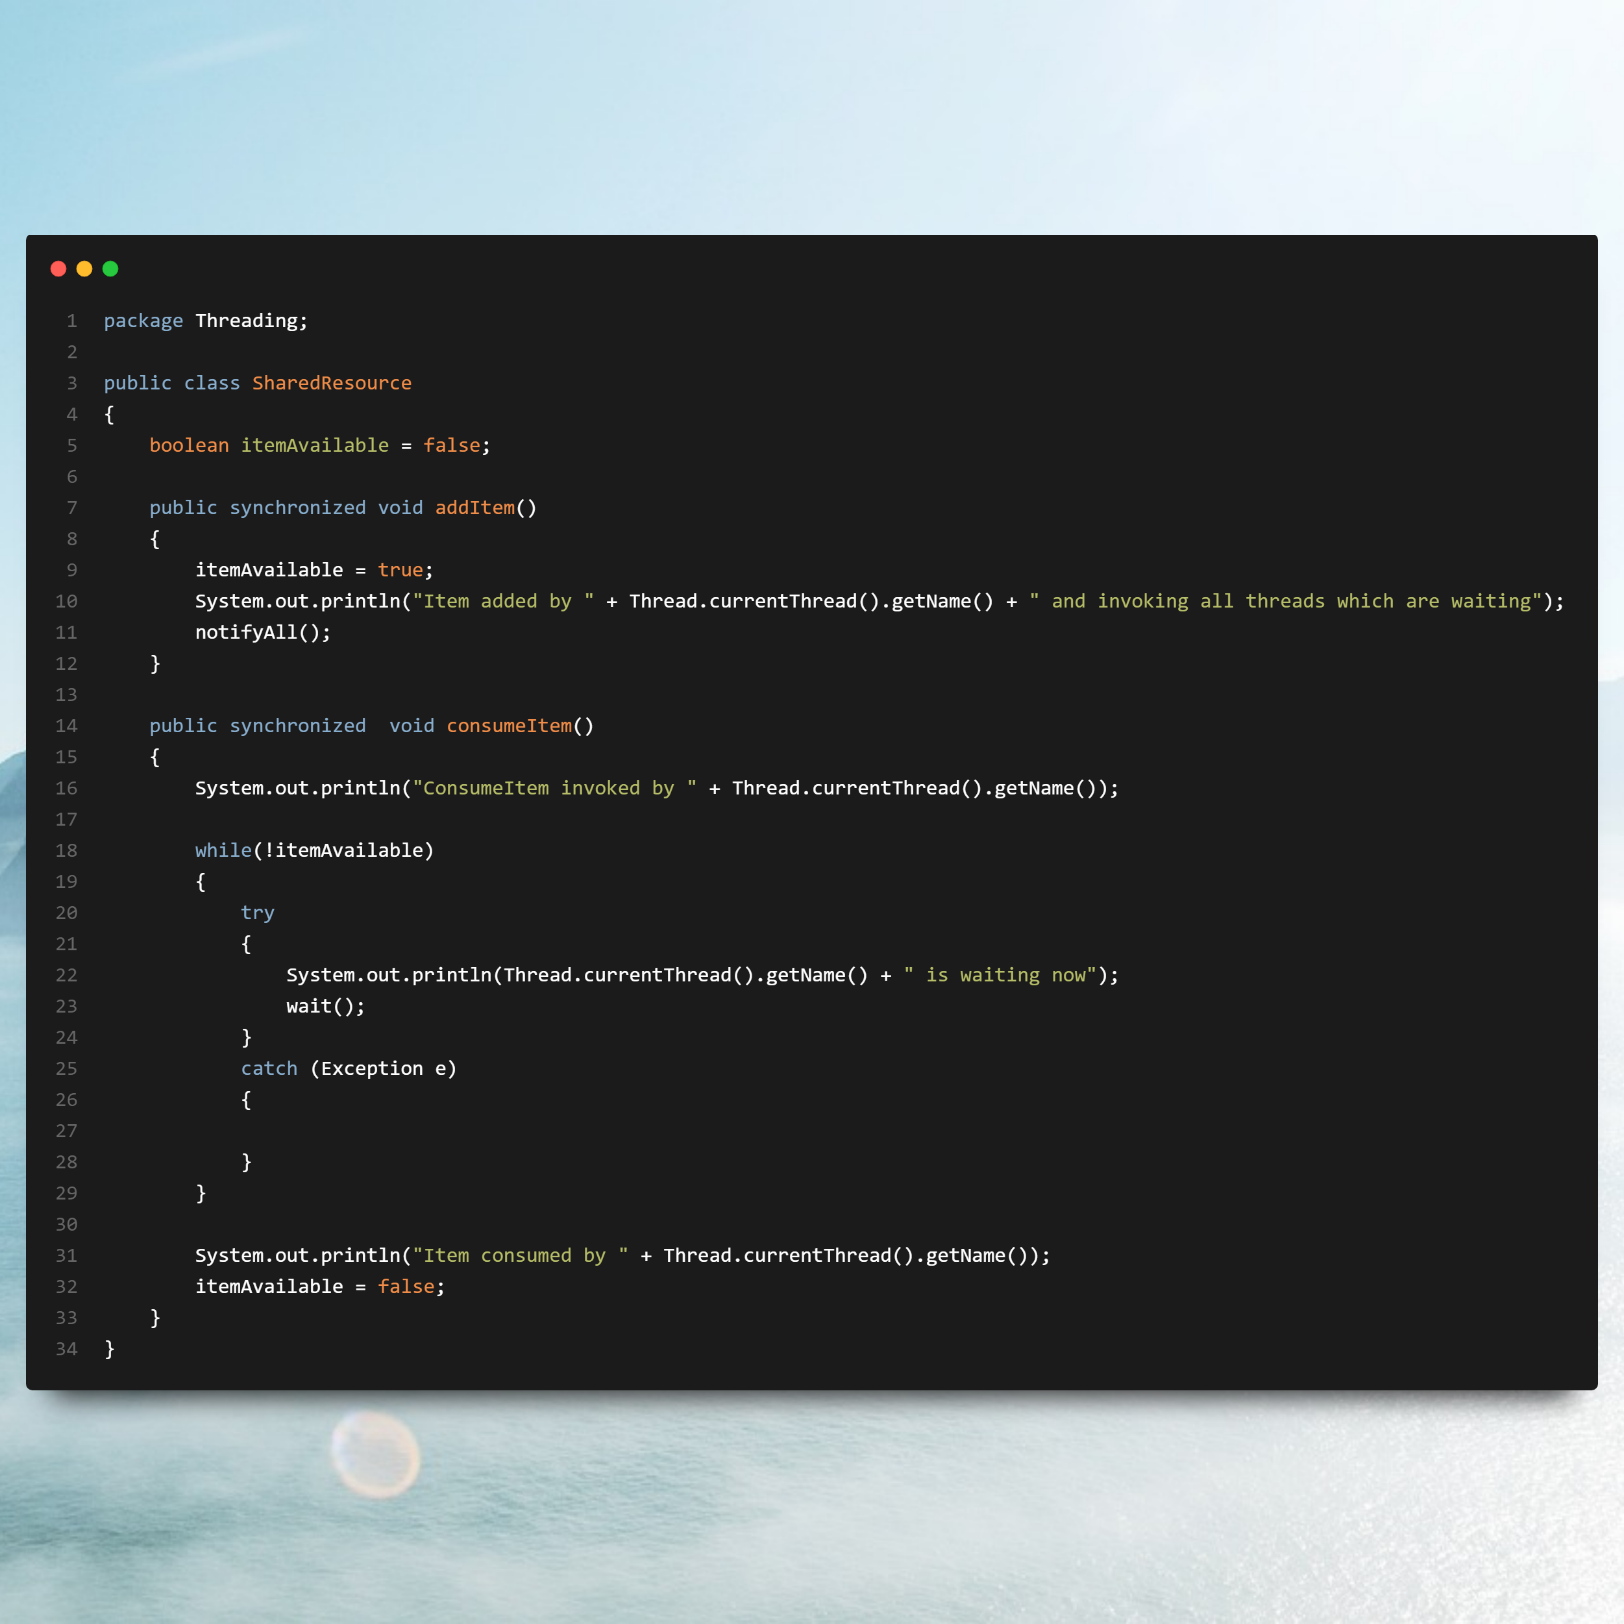 1 package Threading;
2
3 public class SharedResource
4 {
5     boolean itemAvailable = false;
6
7     public synchronized void addItem()
8     {
9         itemAvailable = true;
10         System.out.println("Item added by " + Thread.currentThread().getName() + " and invoking all threads which are waiting");
11         notifyAll();
12     }
13
14     public synchronized  void consumeItem()
15     {
16         System.out.println("ConsumeItem invoked by " + Thread.currentThread().getName());
17
18         while(!itemAvailable)
19         {
20             try
21             {
22                 System.out.println(Thread.currentThread().getName() + " is waiting now");
23                 wait();
24             }
25             catch (Exception e)
26             {
27
28             }
29         }
30
31         System.out.println("Item consumed by " + Thread.currentThread().getName());
32         itemAvailable = false;
33     }
34 }